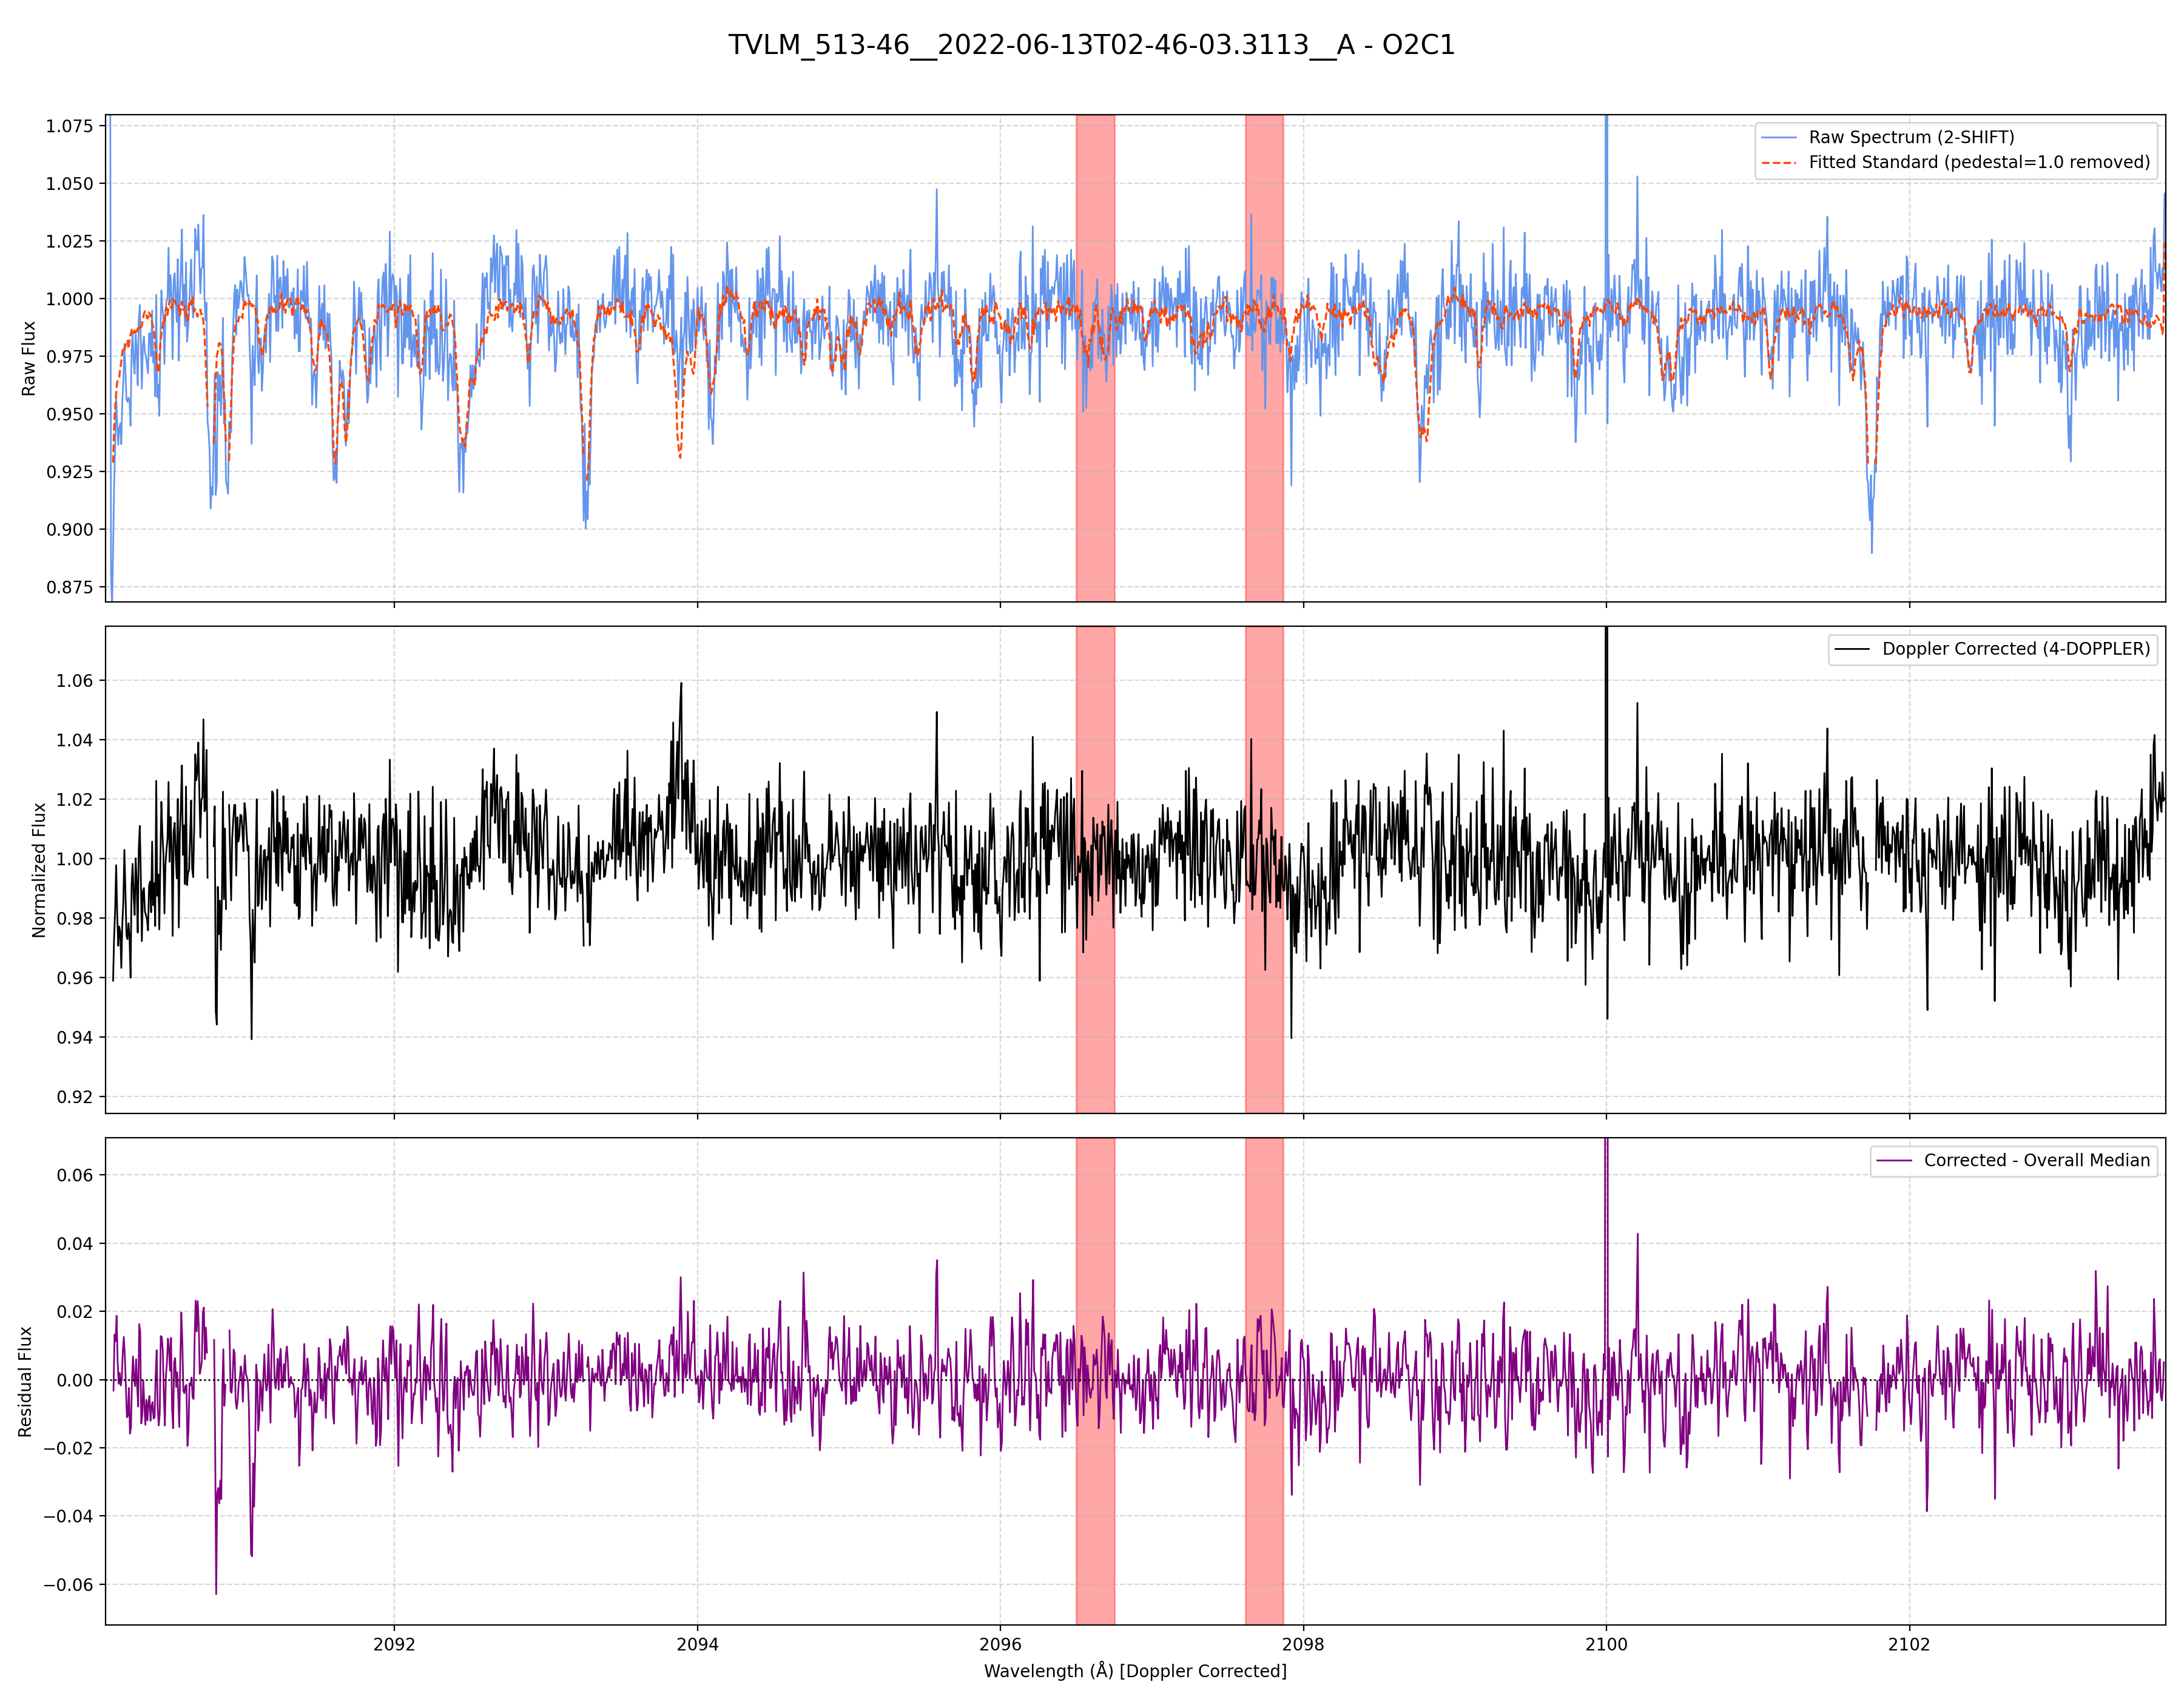 TVLM_513-46__2022-06-13T02-46-03.3113__A - O2C1
Raw Flux
1.075
1.050
1.025
1.000
0.975
0.950
0.925
0.900
0.875
Raw Spectrum (2-SHIFT)
Fitted Standard (pedestal=1.0 removed)
Normalized Flux
1.06
1.04
1.02
1.00
0.98
0.96
0.94
0.92
Doppler Corrected (4-DOPPLER)
Residual Flux
0.06
0.04
0.02
0.00
−0.02
−0.04
−0.06
Corrected - Overall Median
2092 2094 2096 2098 2100 2102
Wavelength (Å) [Doppler Corrected]